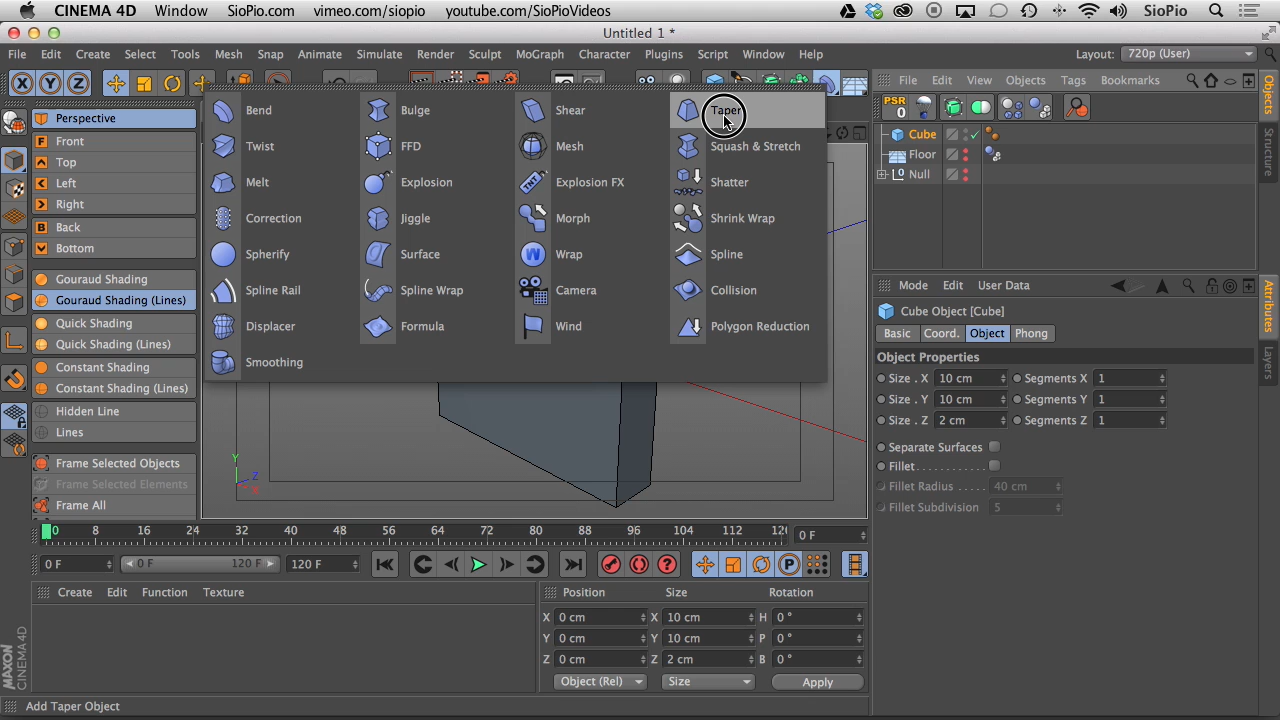 CINEMA 4D Window SioPio.com vimeo.com/siopio youtube.com/SioPioVideos SioPio
Untitled 1 *
File Edit Create Select Tools Mesh Snap Animate Simulate Render Sculpt MoGraph Character Plugins Script Window Help Layout: 720p (User)
X Y Z
File Edit View Objects Tags Bookmarks
PSR
0
Objects
Structure
Cube
Floor
Null
Perspective
F Front
T Top
L Left
R Right
B Back
B Bottom
Gouraud Shading
Gouraud Shading (Lines)
Quick Shading
Quick Shading (Lines)
Constant Shading
Constant Shading (Lines)
Hidden Line
Lines
Frame Selected Objects
Frame Selected Elements
Frame All
Bend Bulge Shear Taper
Twist FFD Mesh Squash & Stretch
Melt Explosion Explosion FX Shatter
Correction Jiggle Morph Shrink Wrap
Spherify Surface Wrap Spline
Spline Rail Spline Wrap Camera Collision
Displacer Formula Wind Polygon Reduction
Smoothing
Y
Z
X
Mode Edit User Data
Attributes
Layers
Cube Object [Cube]
Basic Coord. Object Phong
Object Properties
Size . X 10 cm Segments X 1
Size . Y 10 cm Segments Y 1
Size . Z 2 cm Segments Z 1
Separate Surfaces
Fillet
Fillet Radius 40 cm
Fillet Subdivision 5
0 8 16 24 32 40 48 56 64 72 80 88 96 104 112 12 0 F
0 F 0 F 120 F 120 F
Create Edit Function Texture
Position Size Rotation
X 0 cm X 10 cm H 0 °
Y 0 cm Y 10 cm P 0 °
Z 0 cm Z 2 cm B 0 °
Object (Rel) Size Apply
MAXON
CINEMA 4D
Add Taper Object